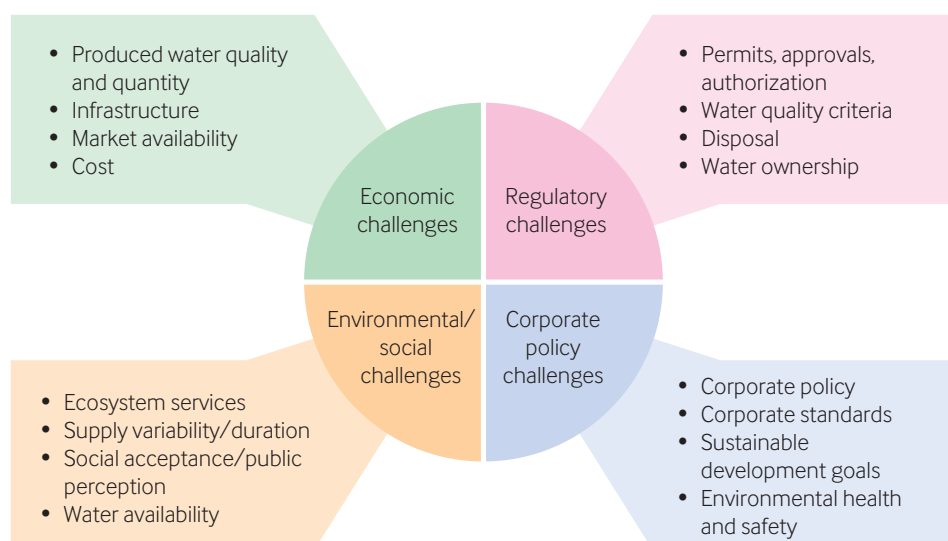 • Produced water quality
and quantity
• Infrastructure
• Market availability
• Cost
• Permits, approvals,
authorization
• Water quality criteria
• Disposal
• Water ownership
Economic
challenges
Regulatory
challenges
Environmental/
social
challenges
Corporate
policy
challenges
• Ecosystem services
• Supply variability/duration
• Social acceptance/public
perception
• Water availability
• Corporate policy
• Corporate standards
• Sustainable
development goals
• Environmental health
and safety